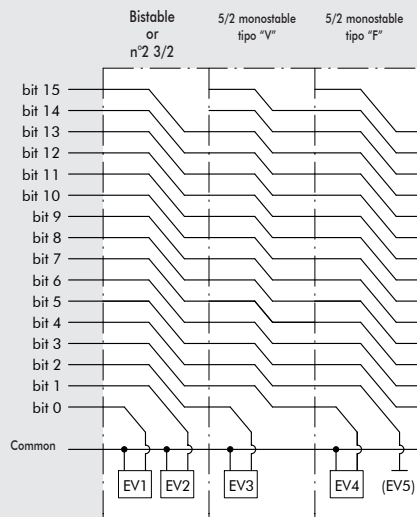 Bistable
or
n°2 3/2
5/2 monostable
tipo “V”
5/2 monostable
tipo “F”
bit 15
bit 14
bit 13
bit 12
bit 11
bit 10
bit 9
bit 8
bit 7
bit 6
bit 5
bit 4
bit 3
bit 2
bit 1
bit 0
Common
EV1 EV2 EV3 EV4 (EV5)